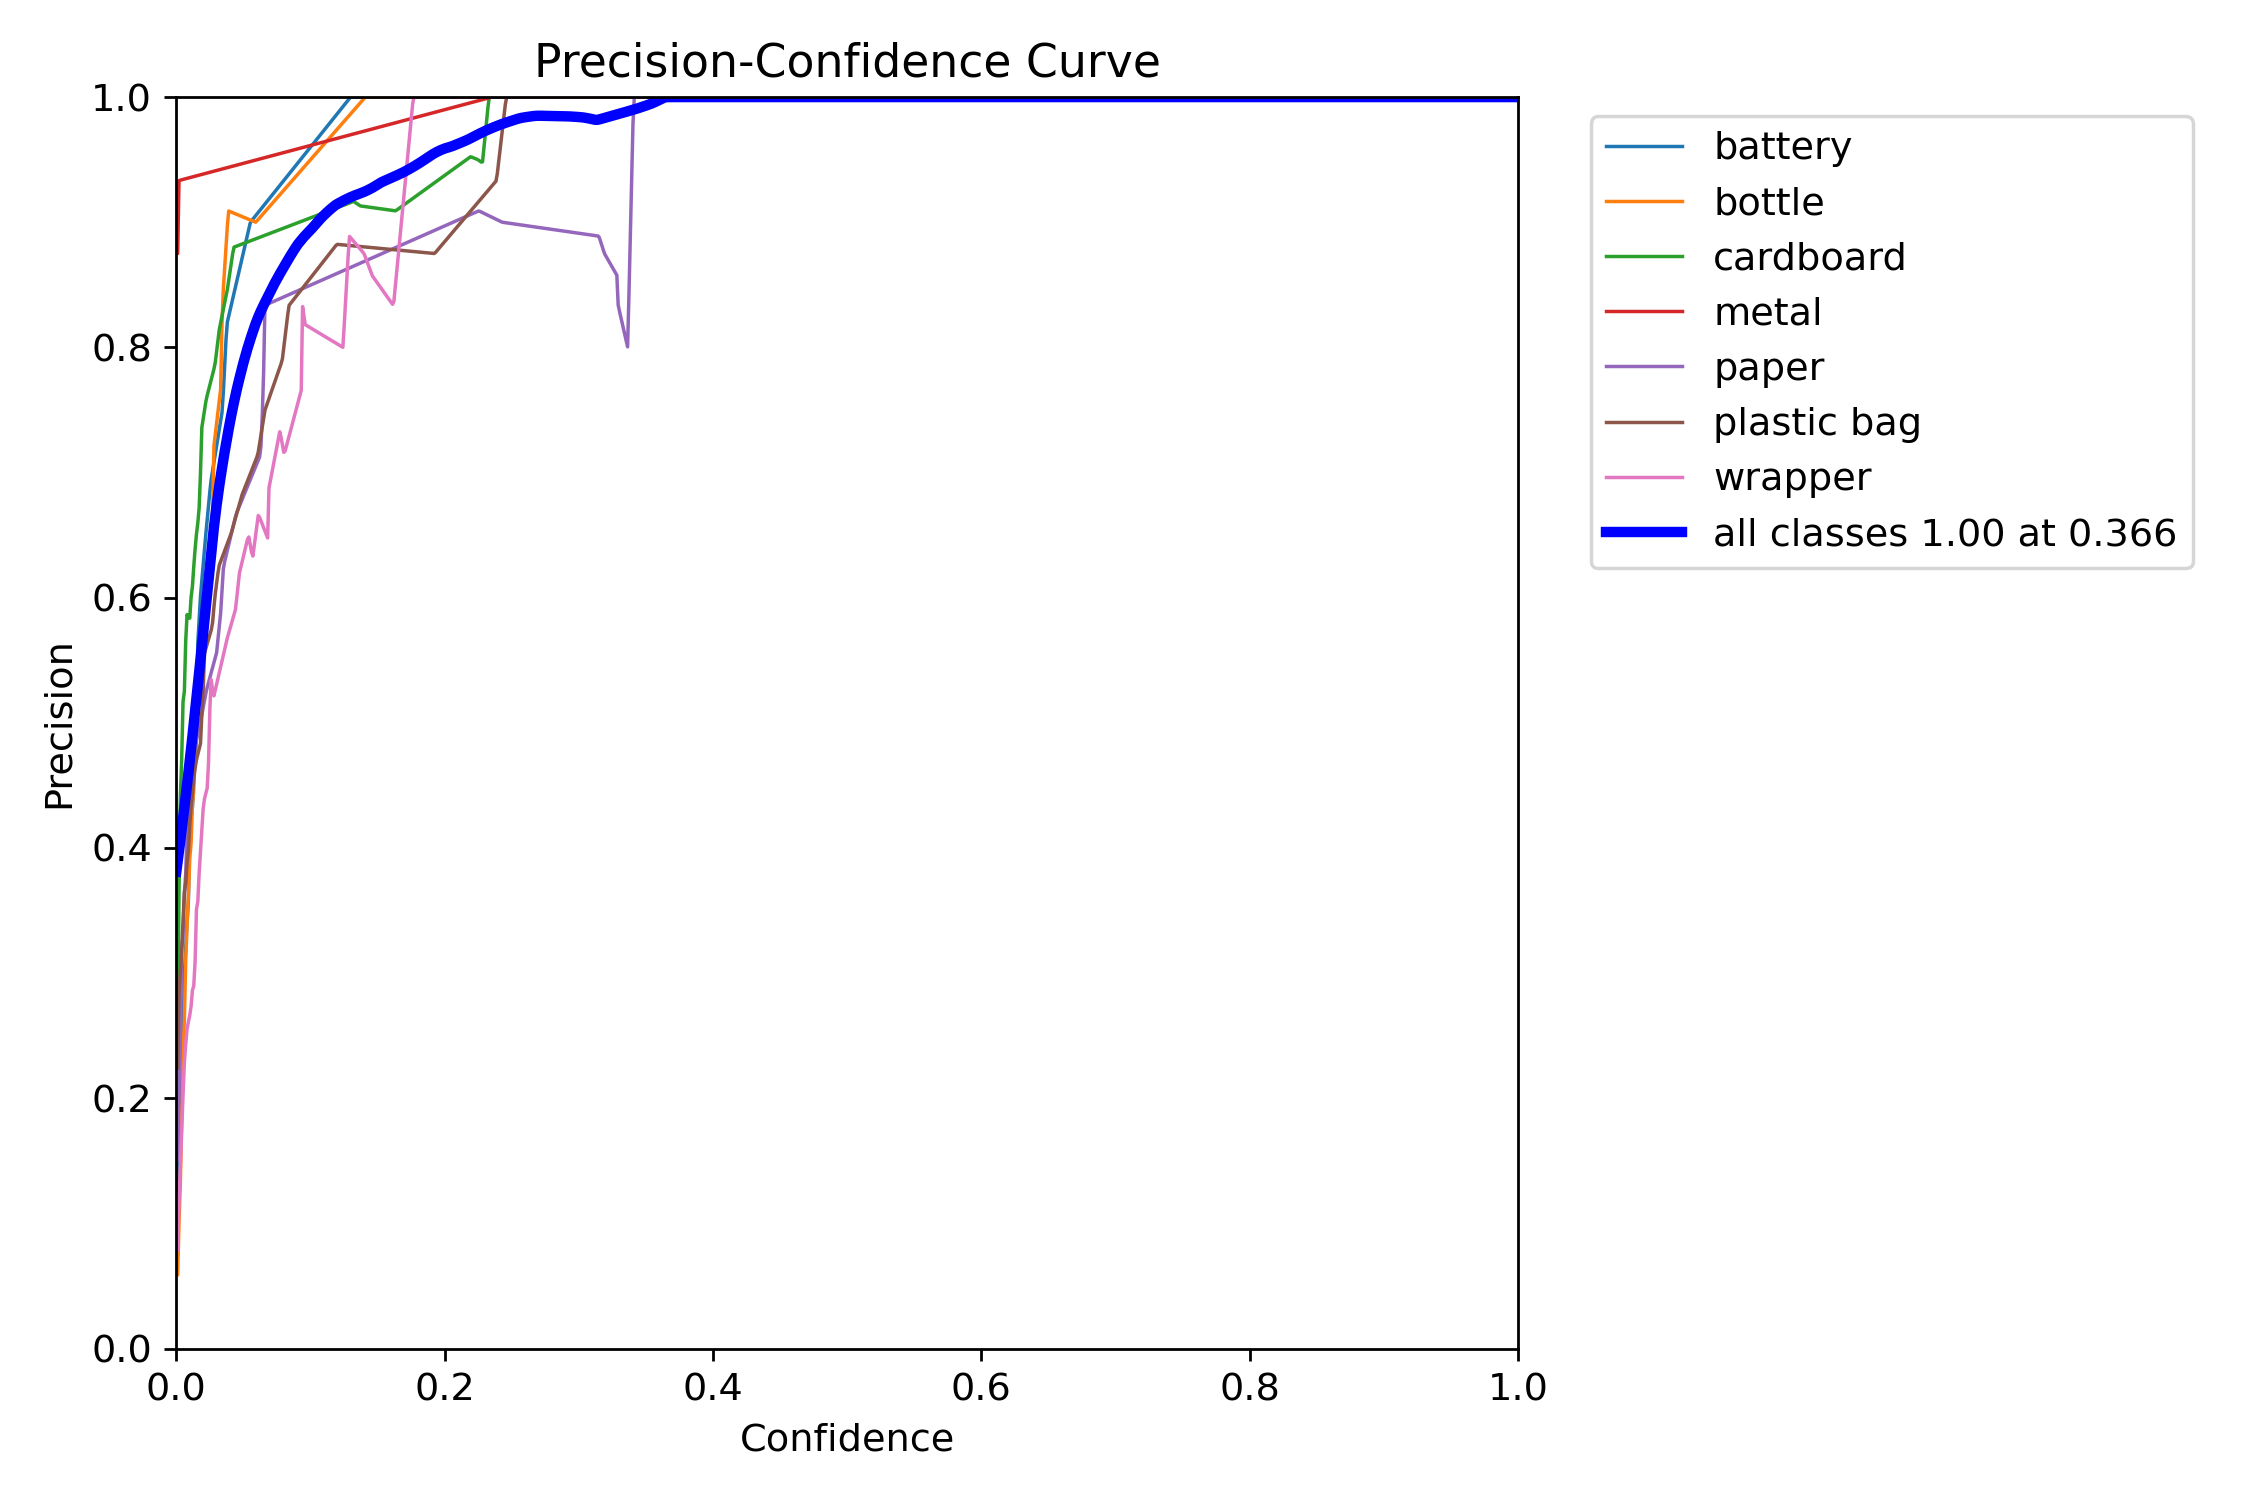 Precision-Confidence Curve
1.0
0.8
0.6
0.4
0.2
0.0
Precision
0.0 0.2 0.4 0.6 0.8 1.0
Confidence
battery
bottle
cardboard
metal
paper
plastic bag
wrapper
all classes 1.00 at 0.366